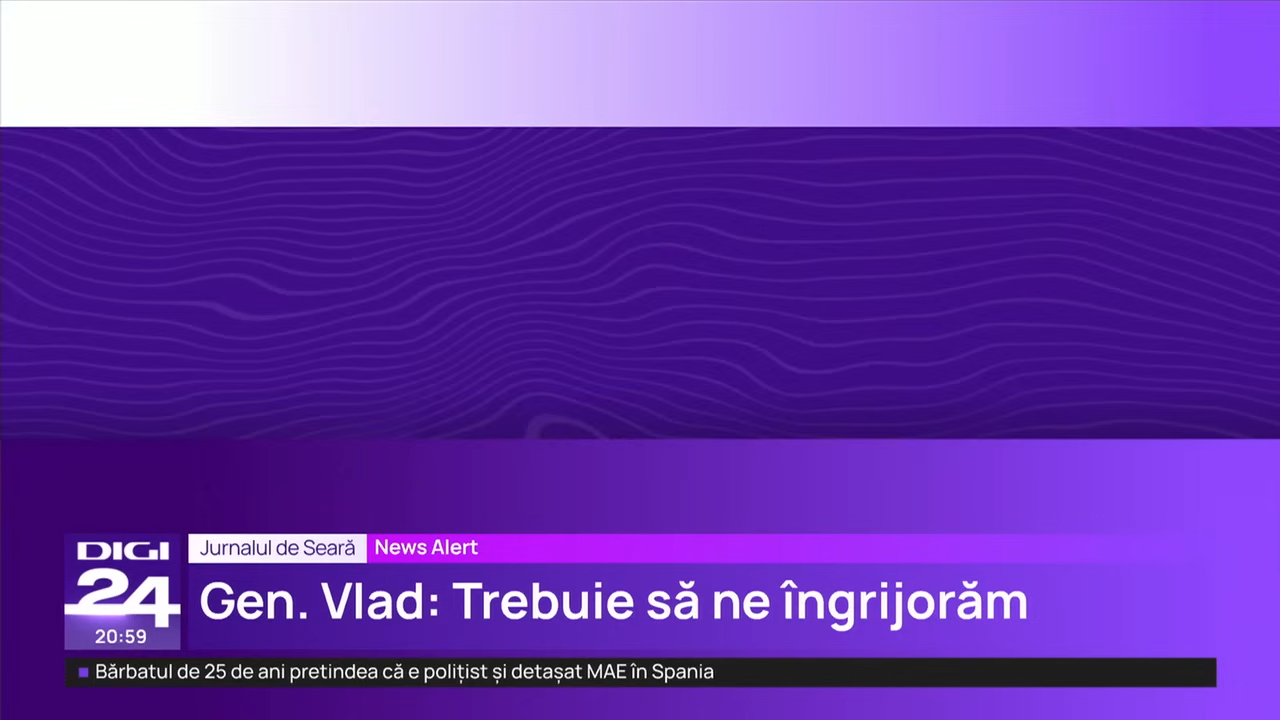 DIGI
24
20:59
Jurnalul de Seară
News Alert
Gen. Vlad: Trebuie să ne îngrijorăm
Bărbatul de 25 de ani pretindea că e polițist și detașat MAE în Spania